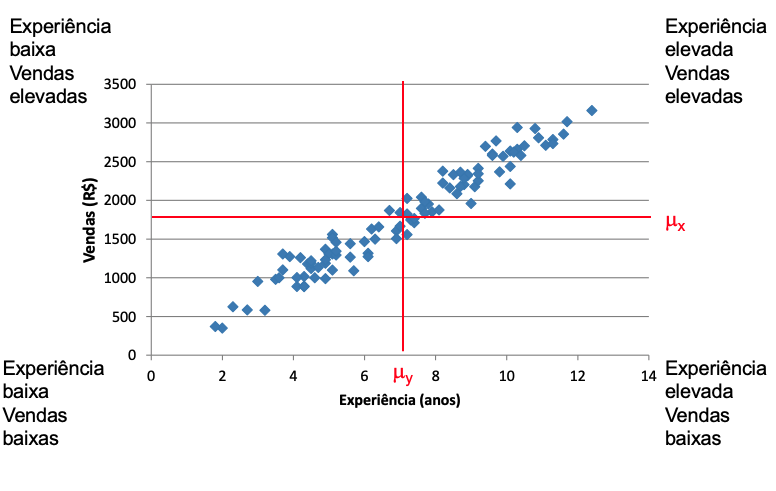 Experiência
baixa
Vendas
elevadas
Experiência
elevada
Vendas
elevadas
3500
3000
2500
2000
1500
1000
500
0
Vendas (R$)
μx
0
2
4
6
μy
8
10
12
14
Experiência (anos)
Experiência
baixa
Vendas
baixas
Experiência
elevada
Vendas
baixas